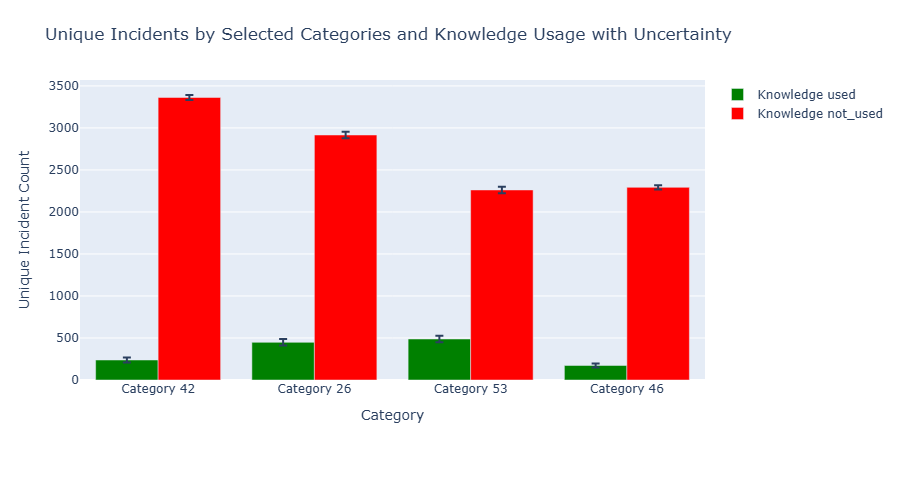 Unique Incidents by Selected Categories and Knowledge Usage with Uncertainty
Knowledge used
Knowledge not_used
Unique Incident Count
3500
3000
2500
2000
1500
1000
500
0
Category 42
Category 26
Category 53
Category 46
Category